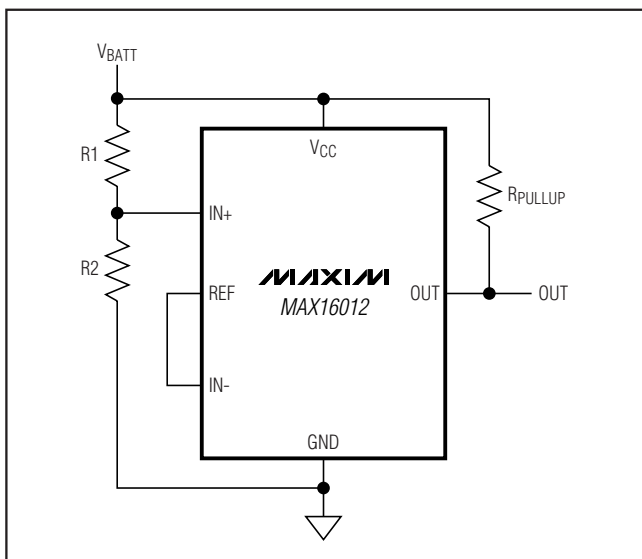 VBATT
R1
VCC
RPULLUP
IN+
R2
REF
MAXIM
MAX16012
OUT
OUT
IN-
GND